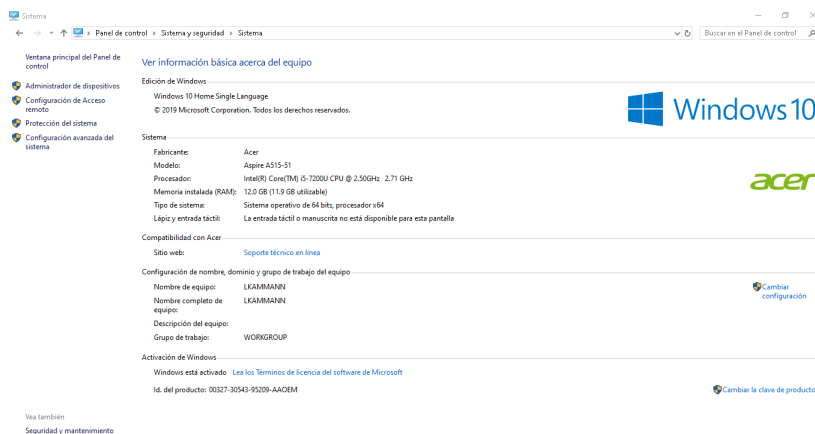 Sistema
Panel de control
Sistema y seguridad
Sistema
Buscar en el Panel de control
Ventana principal del Panel de
control
Administrador de dispositivos
Configuración de Acceso
remoto
Protección del sistema
Configuración avanzada del
sistema
Ver información básica acerca del equipo
Edición de Windows
Windows 10 Home Single Language
© 2019 Microsoft Corporation. Todos los derechos reservados.
Windows 10
Sistema
Fabricante: Acer
Modelo: Aspire A515-51
Procesador: Intel(R) Core(TM) i5-7200U CPU @ 2.50GHz 2.71 GHz
Memoria instalada (RAM): 12.0 GB (11.9 GB utilizable)
Tipo de sistema: Sistema operativo de 64 bits, procesador x64
Lápiz y entrada táctil: La entrada táctil o manuscrita no está disponible para esta pantalla
acer
Compatibilidad con Acer
Sitio web: Soporte técnico en línea
Configuración de nombre, dominio y grupo de trabajo del equipo
Nombre de equipo: LKAMMANN
Cambiar
configuración
Nombre completo de
equipo: LKAMMANN
Descripción del equipo:
Grupo de trabajo: WORKGROUP
Activación de Windows
Windows está activado Lea los Términos de licencia del software de Microsoft
Id. del producto: 00327-30543-95209-AAOEM
Cambiar la clave de producto
Vea también
Seguridad y mantenimiento